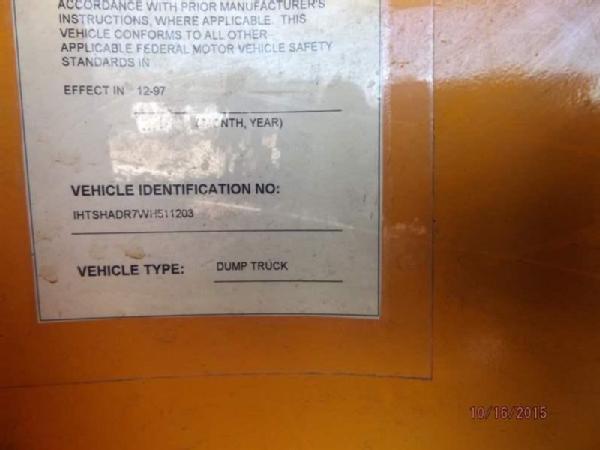 ACCORDANCE WITH PRIOR MANUFACTURER'S
INSTRUCTIONS, WHERE APPLICABLE. THIS
VEHICLE CONFORMS TO ALL OTHER
APPLICABLE FEDERAL MOTOR VEHICLE SAFETY
STANDARDS IN
EFFECT IN 12-97
(MONTH, YEAR)
VEHICLE IDENTIFICATION NO:
IHTSHADR7WH511203
VEHICLE TYPE: DUMP TRUCK
10/16/2015